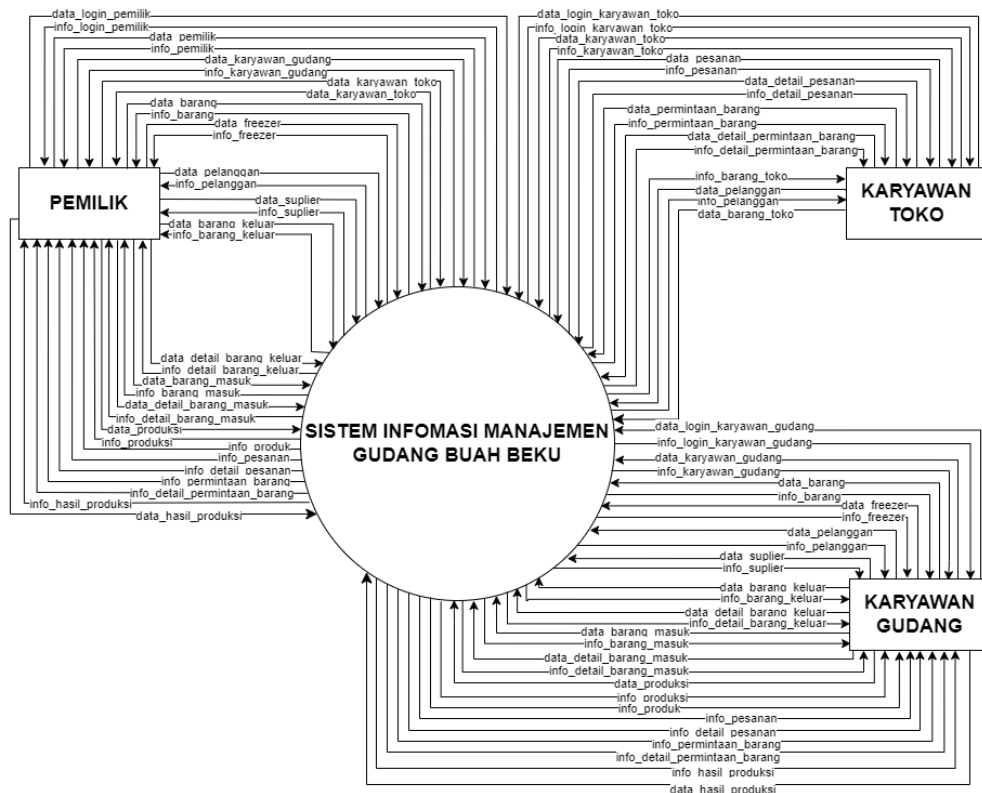 data_login_pemilik
info_login_pemilik
data_pemilik
info_pemilik
data_karyawan_gudang
info_karyawan_gudang
data_karyawan_toko
data_karyawan_toko
data_barang
info_barang
data_freezer
info_freezer
data_login_karyawan_toko
info_login_karyawan_toko
data_karyawan_toko
info_karyawan_toko
data_pesanan
info_pesanan
data_detail_pesanan
info_detail_pesanan
data_permintaan_barang
info_permintaan_barang
data_detail_permintaan_barang
info_detail_permintaan_barang
PEMILIK
data_pelanggan
info_pelanggan
data_suplier
info_suplier
data_barang_keluar
info_barang_keluar
info_barang_toko
data_pelanggan
info_pelanggan
data_barang_toko
KARYAWAN
TOKO
data_detail_barang_keluar
info_detail_barang_keluar
data_barang_masuk
info_barang_masuk
data_detail_barang_masuk
info_detail_barang_masuk
data_produksi
info_produksi
info_produk
info_pesanan
info_detail_pesanan
info_permintaan_barang
info_detail_permintaan_barang
info_hasil_produksi
data_hasil_produksi
SISTEM INFOMASI MANAJEMEN
GUDANG BUAH BEKU
data_login_karyawan_gudang
info_login_karyawan_gudang
data_karyawan_gudang
info_karyawan_gudang
data_barang
info_barang
data_freezer
info_freezer
data_pelanggan
info_pelanggan
data_suplier
info_suplier
data_barang_keluar
info_barang_keluar
data_detail_barang_keluar
info_detail_barang_keluar
data_barang_masuk
info_barang_masuk
data_detail_barang_masuk
info_detail_barang_masuk
data_produksi
info_produksi
info_produk
info_pesanan
info_detail_pesanan
info_permintaan_barang
info_detail_permintaan_barang
info_hasil_produksi
data_hasil_produksi
KARYAWAN
GUDANG